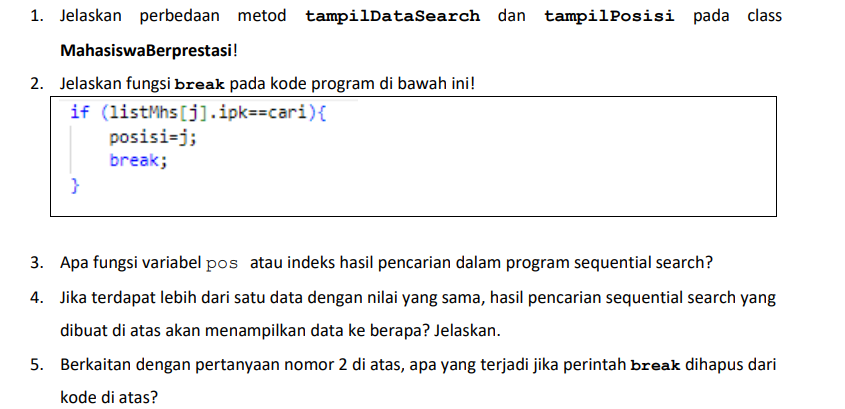 1. Jelaskan perbedaan metod tampilDataSearch dan tampilPosisi pada class
MahasiswaBerprestasi!
2. Jelaskan fungsi break pada kode program di bawah ini!
if (listMhs[j].ipk==cari){
posisi=j;
break;
}
3. Apa fungsi variabel pos atau indeks hasil pencarian dalam program sequential search?
4. Jika terdapat lebih dari satu data dengan nilai yang sama, hasil pencarian sequential search yang
dibuat di atas akan menampilkan data ke berapa? Jelaskan.
5. Berkaitan dengan pertanyaan nomor 2 di atas, apa yang terjadi jika perintah break dihapus dari
kode di atas?